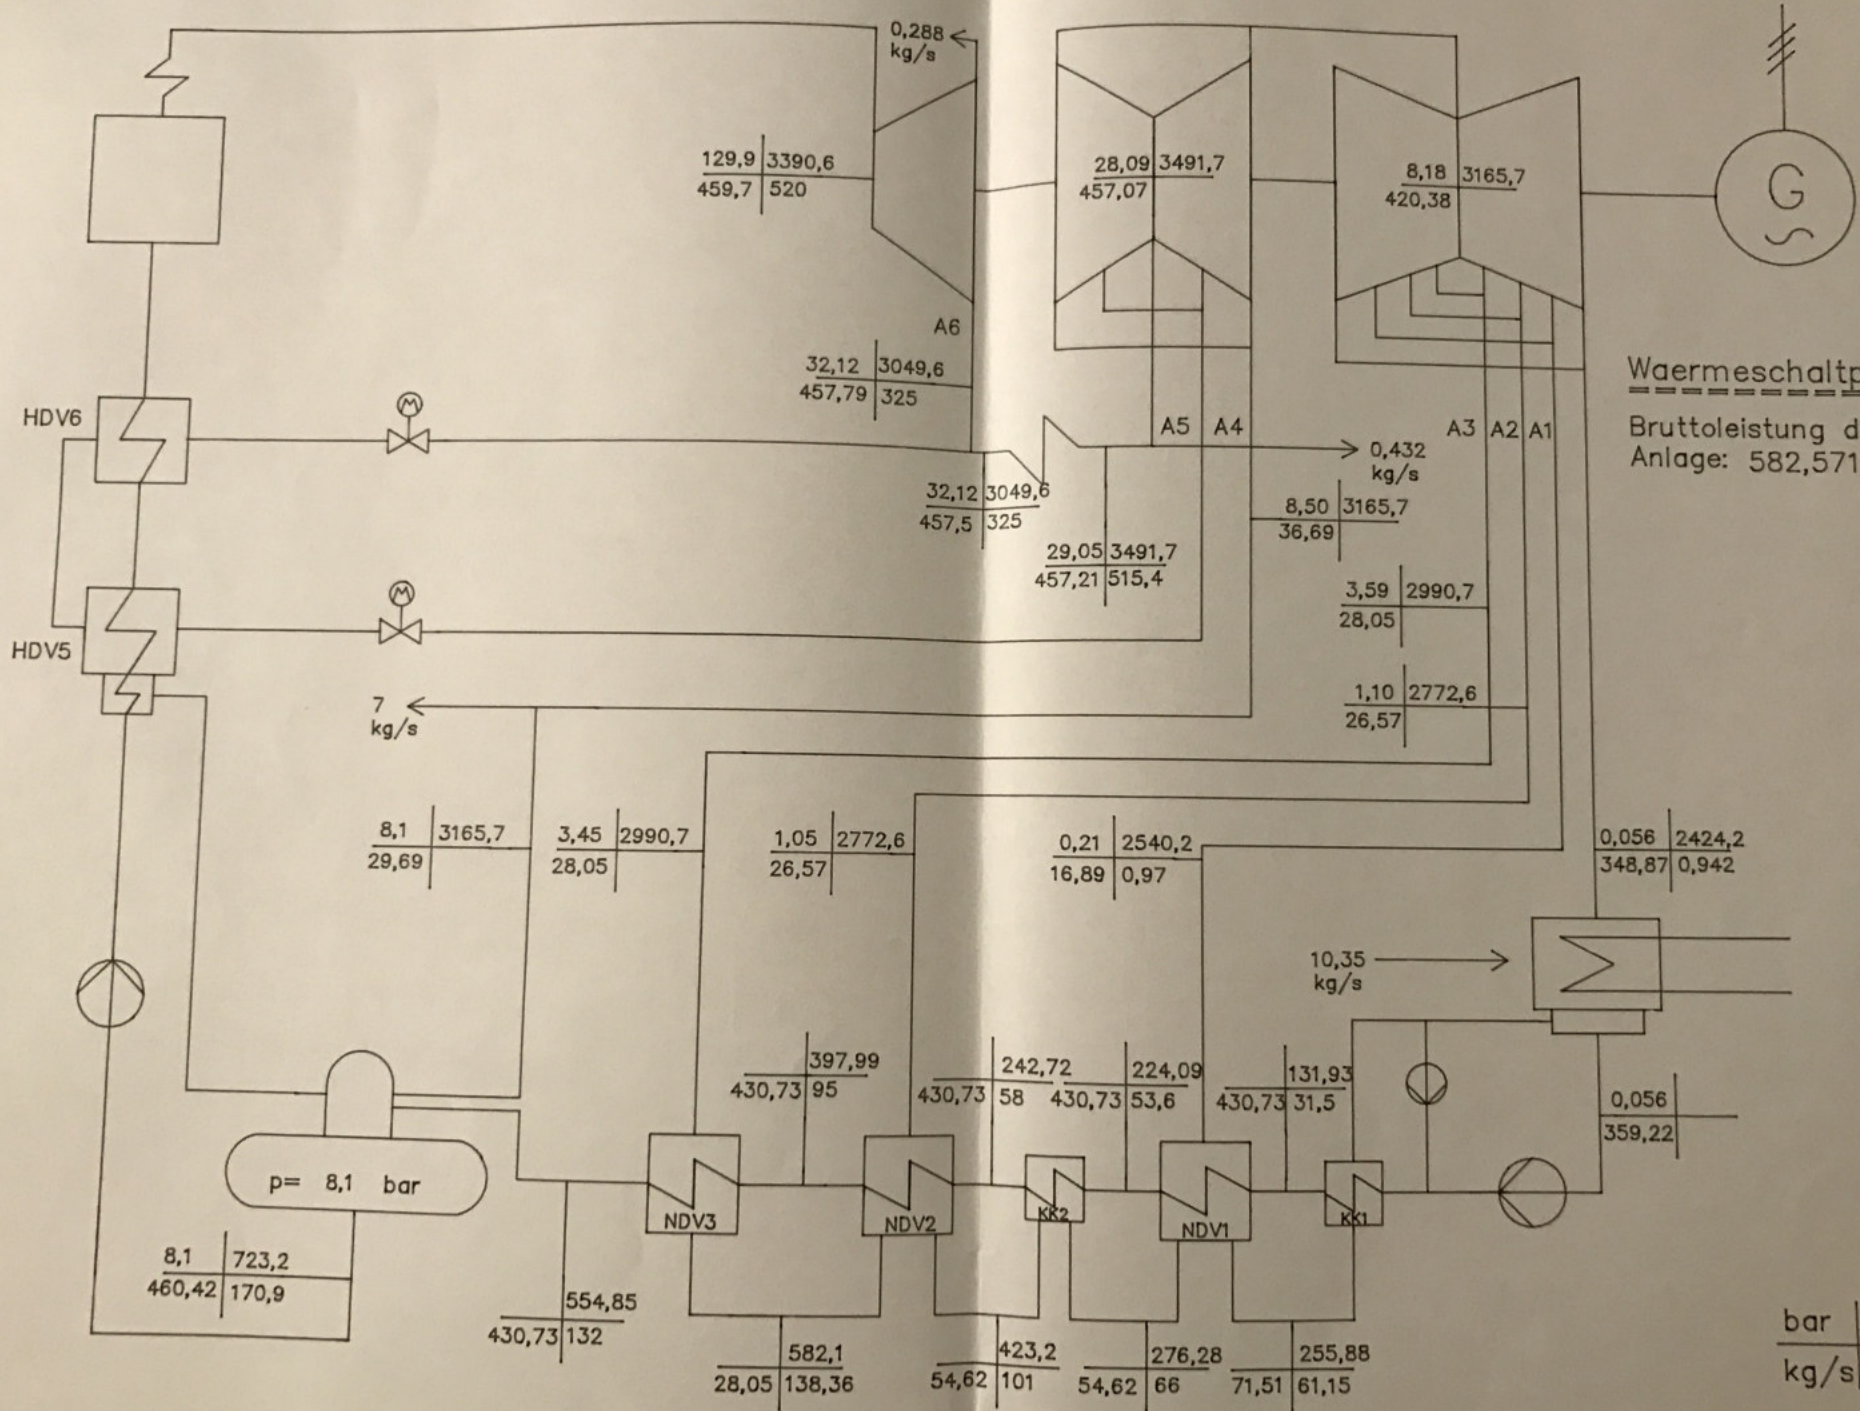 0,288
kg/s
129,9 3390,6
459,7 520
28,09 3491,7
457,07
8,18 3165,7
420,38
G
A6
32,12 3049,6
457,79 325
Waermeschaltp
HDV6
M
A5 A4
A3 A2 A1
Bruttoleistung d
Anlage: 582,571
0,432
kg/s
32,12 3049,6
457,5 325
8,50 3165,7
36,69
29,05 3491,7
457,21 515,4
3,59 2990,7
28,05
M
HDV5
7
kg/s
1,10 2772,6
26,57
8,1 3165,7
29,69
3,45 2990,7
28,05
1,05 2772,6
26,57
0,21 2540,2
16,89 0,97
0,056 2424,2
348,87 0,942
10,35
kg/s
397,99
430,73 95
242,72
430,73 58
224,09
430,73 53,6
131,93
430,73 31,5
0,056
359,22
p= 8,1 bar
NDV3
NDV2
KK2
NDV1
KK1
8,1 723,2
460,42 170,9
554,85
430,73 132
582,1
28,05 138,36
423,2
54,62 101
276,28
54,62 66
255,88
71,51 61,15
bar
kg/s